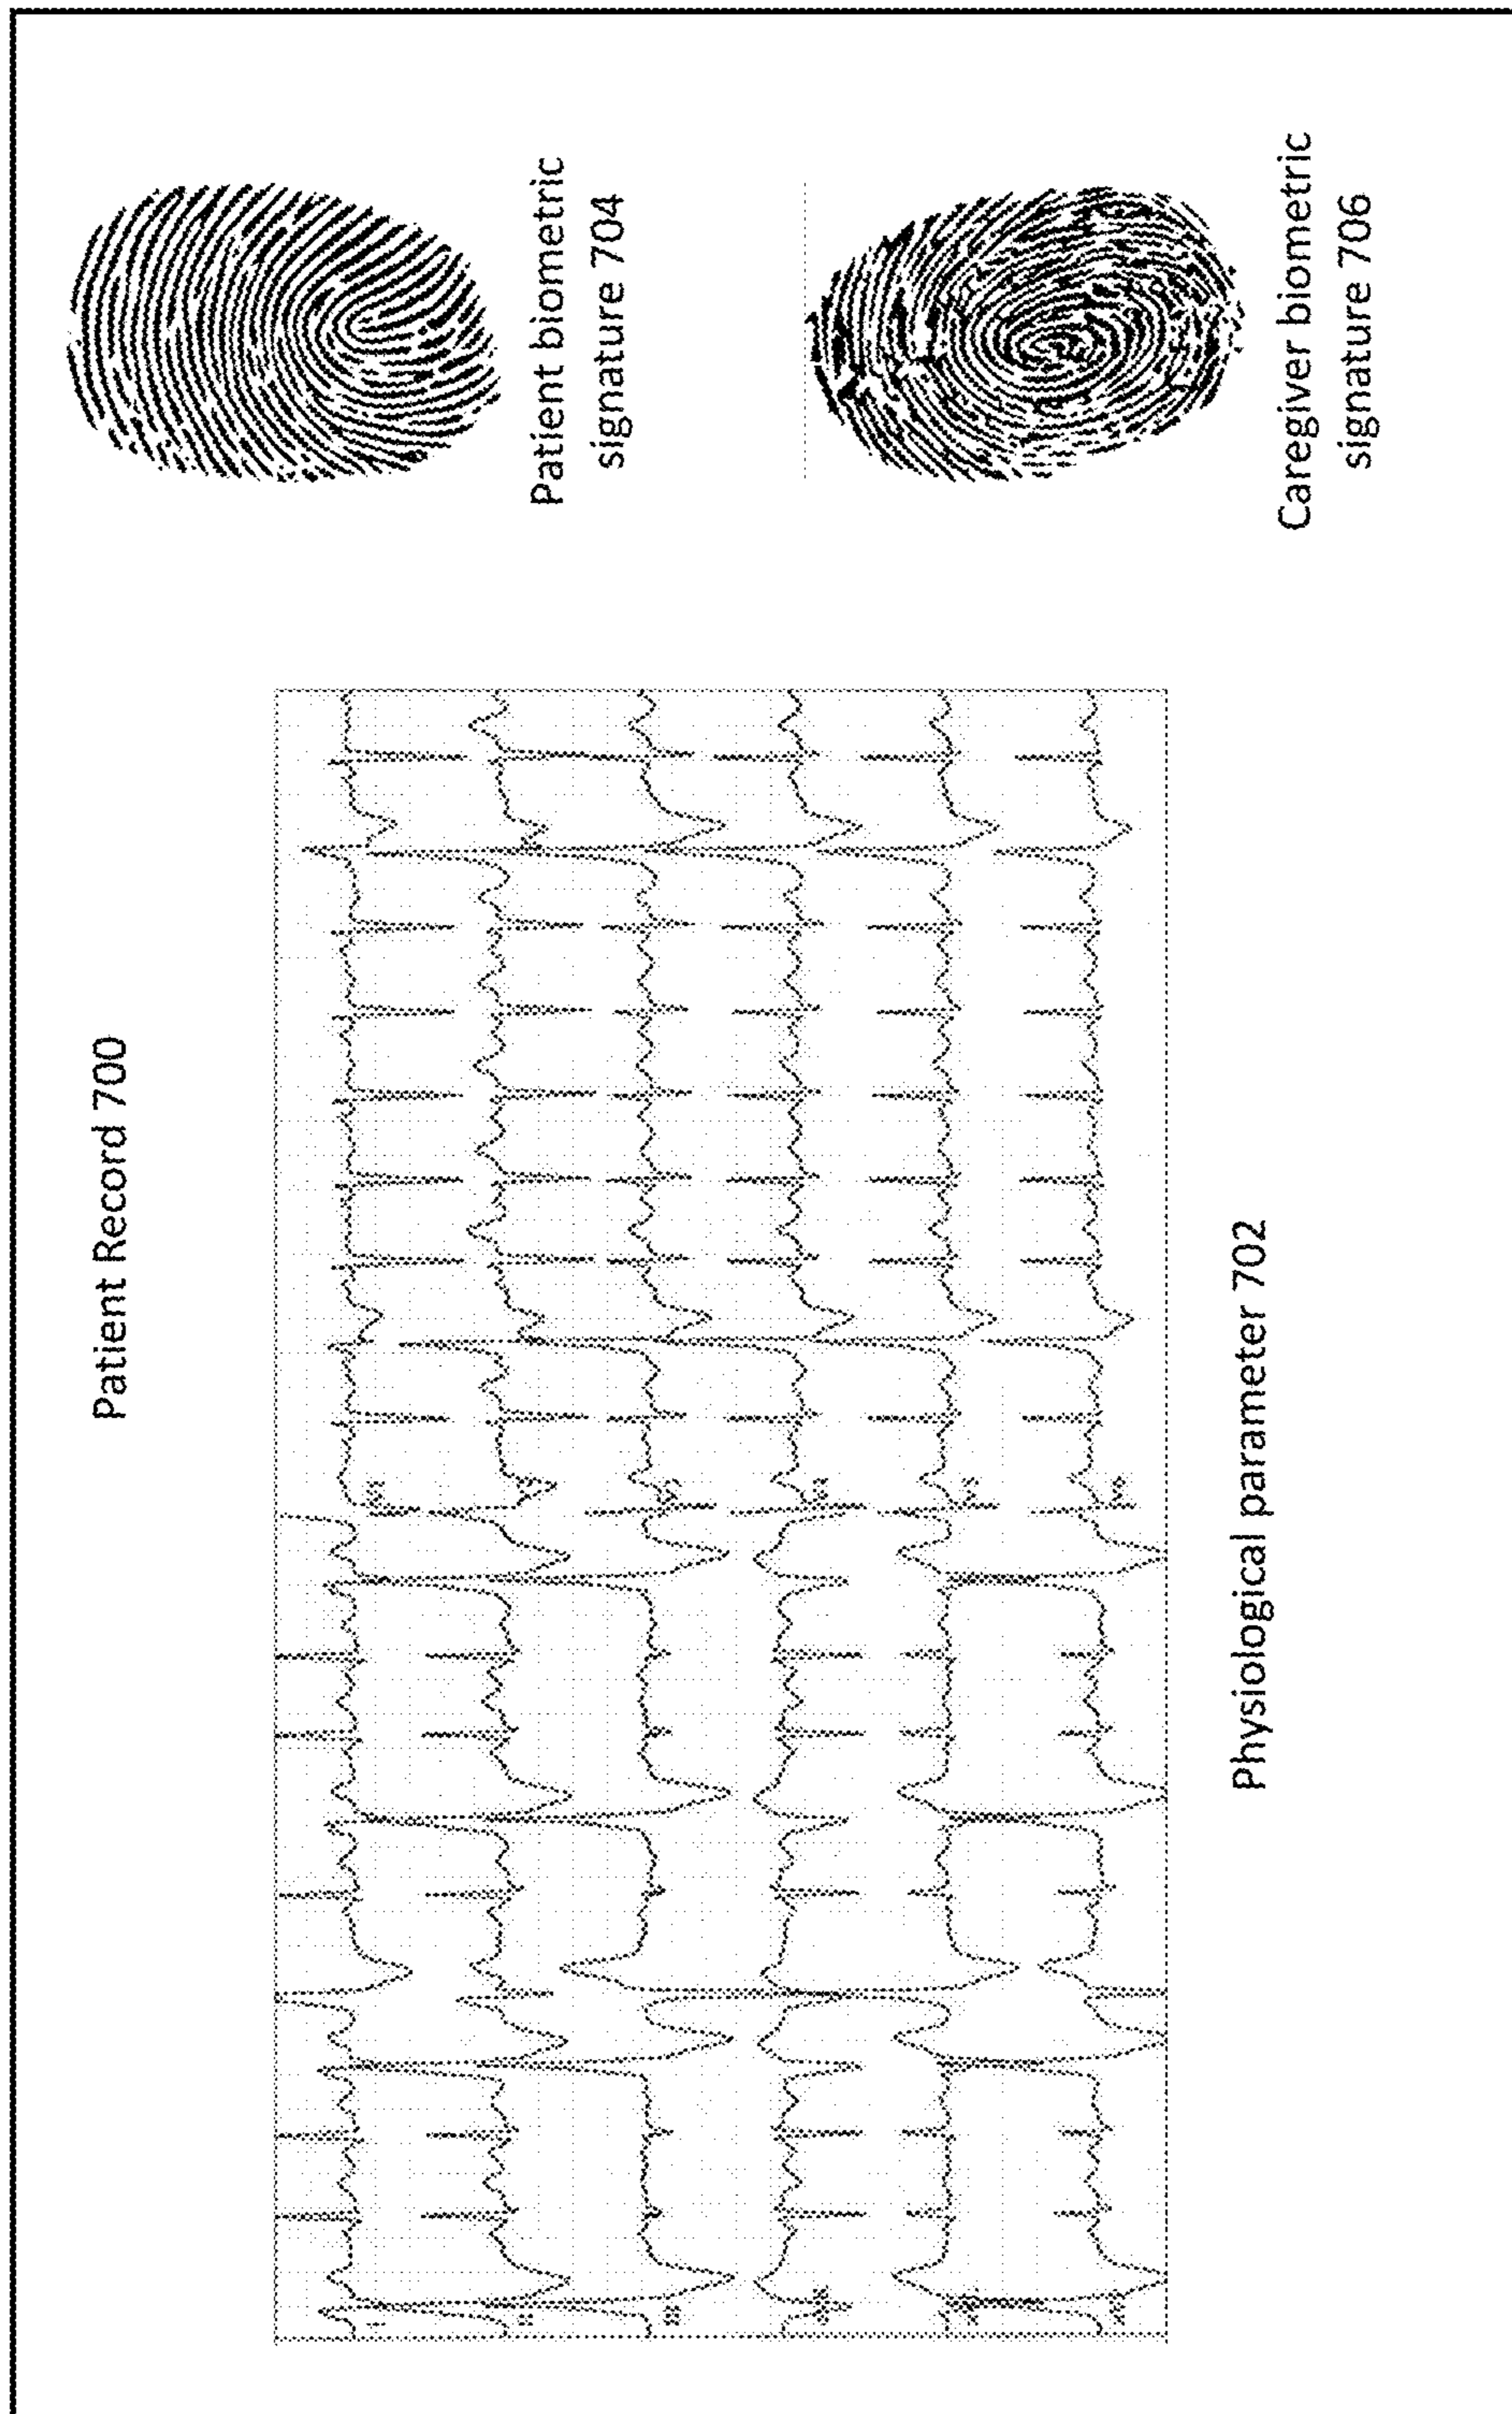 Patient Record 700
Patient biometric
signature 704
Caregiver biometric
signature 706
Physiological parameter 702